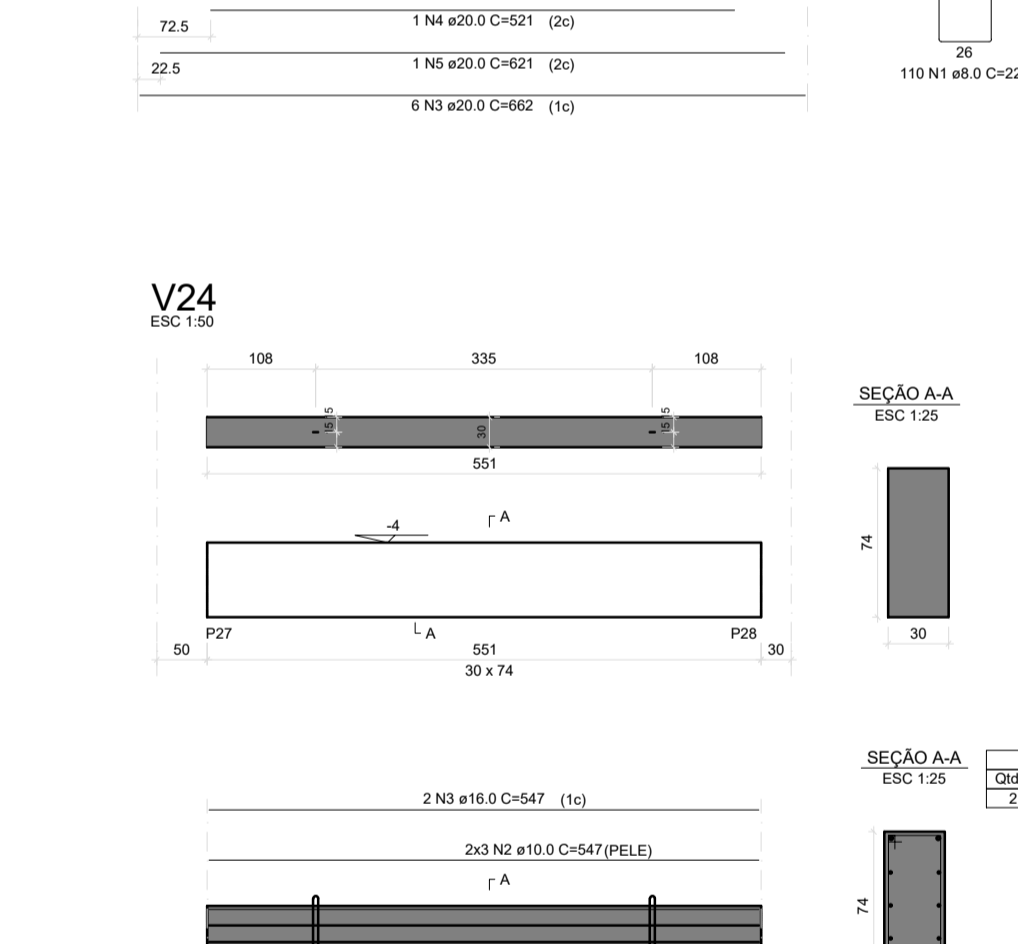 1 N4 ø20.0 C=521 (2c)
72.5
1 N5 ø20.0 C=621 (2c)
22.5
6 N3 ø20.0 C=662 (1c)
26
110 N1 ø8.0 C=22
V24
ESC 1:50
108 335 108
15 15
30
15 15
551
SEÇÃO A-A
ESC 1:25
A
-4
74
30
P27
A
P28
50 551 30
30 x 74
SEÇÃO A-A
ESC 1:25
Qtd
2
2 N3 ø16.0 C=547 (1c)
2x3 N2 ø10.0 C=547(PELE)
A
74